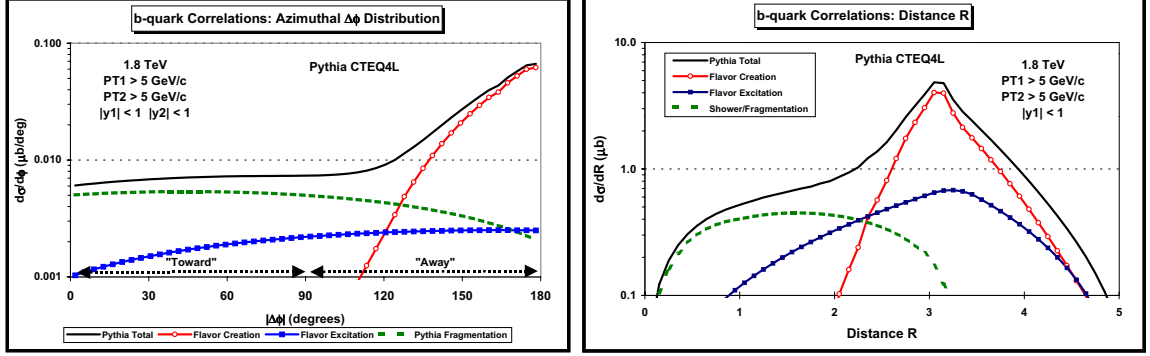 b-quark Correlations: Azimuthal Δϕ Distribution
0.100
0.010
0.001
dσ/dϕ (μb/deg)
1.8 TeV
PT1 > 5 GeV/c
PT2 > 5 GeV/c
|y1| < 1 |y2| < 1
Pythia CTEQ4L
"Toward"
"Away"
0 30 60 90 120 150 180
|Δϕ| (degrees)
Pythia Total Flavor Creation Flavor Excitation Pythia Fragmentation
b-quark Correlations: Distance R
10.0
1.0
0.1
dσ/dR (μb)
Pythia Total
Flavor Creation
Flavor Excitation
Shower/Fragmentation
Pythia CTEQ4L
1.8 TeV
PT1 > 5 GeV/c
PT2 > 5 GeV/c
|y1| < 1
0 1 2 3 4 5
Distance R